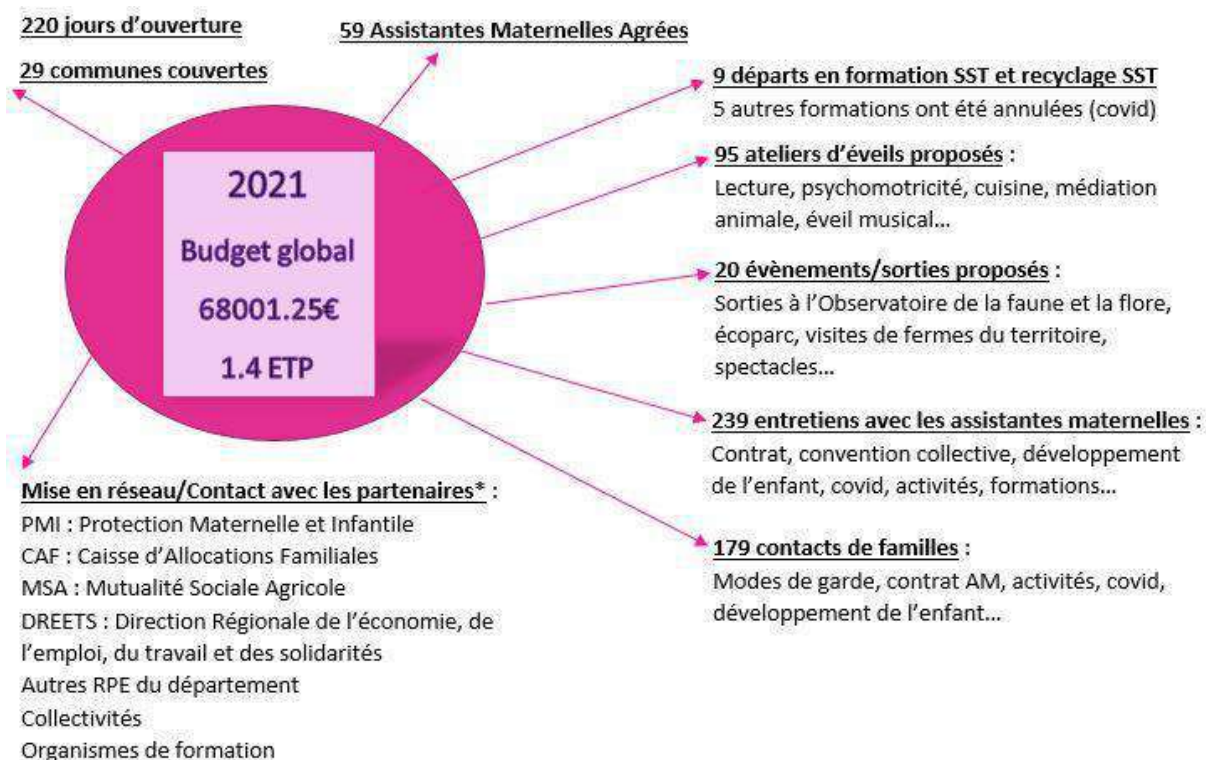 220 jours d’ouverture
29 communes couvertes
59 Assistantes Maternelles Agrées
2021
Budget global
68001.25€
1.4 ETP
9 départs en formation SST et recyclage SST
5 autres formations ont été annulées (covid)
95 ateliers d’éveils proposés :
Lecture, psychomotricité, cuisine, médiation
animale, éveil musical...
20 évènements/sorties proposés :
Sorties à l’Observatoire de la faune et la flore,
écoparc, visites de fermes du territoire,
spectacles...
239 entretiens avec les assistantes maternelles :
Contrat, convention collective, développement
de l’enfant, covid, activités, formations...
179 contacts de familles :
Modes de garde, contrat AM, activités, covid,
développement de l’enfant...
Mise en réseau/Contact avec les partenaires* :
PMI : Protection Maternelle et Infantile
CAF : Caisse d’Allocations Familiales
MSA : Mutualité Sociale Agricole
DREETS : Direction Régionale de l’économie, de
l’emploi, du travail et des solidarités
Autres RPE du département
Collectivités
Organismes de formation